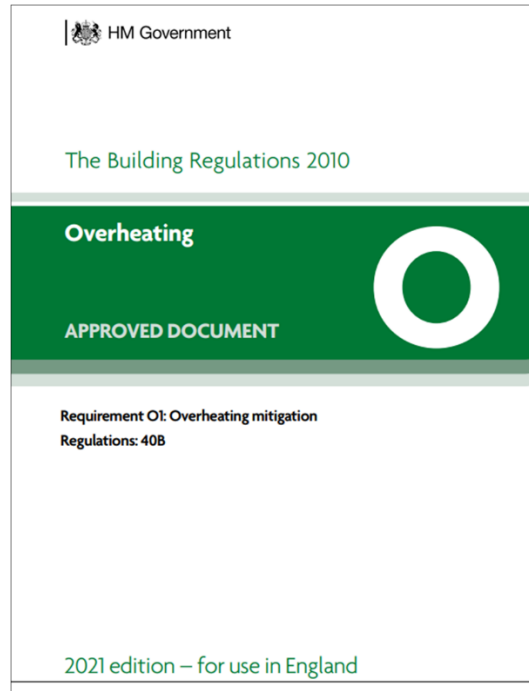 HM Government
The Building Regulations 2010
Overheating
O
APPROVED DOCUMENT
Requirement O1: Overheating mitigation
Regulations: 40B
2021 edition – for use in England